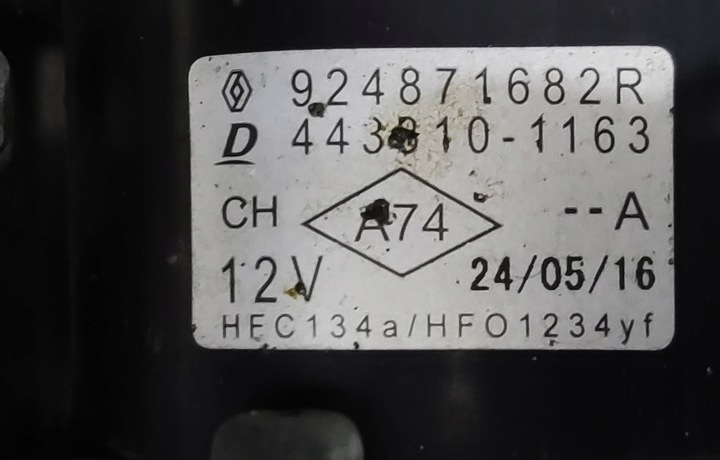 924871682R
D 443810-1163
CH A74 --A
12V 24/05/16
HFC134a/HFO1234yf